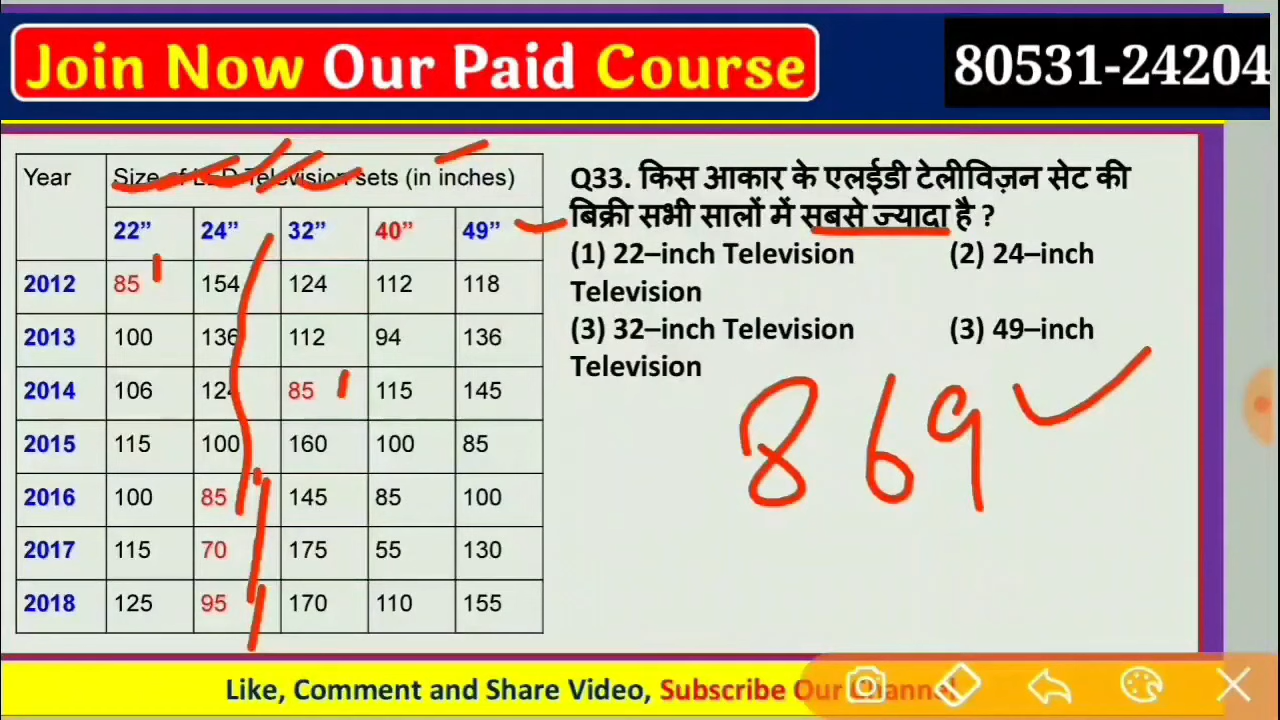 Join Now Our Paid Course
80531-24204
Year Size of LED Television sets (in inches)
22” 24” 32” 40” 49”
2012 85 154 124 112 118
2013 100 136 112 94 136
2014 106 124 85 115 145
2015 115 100 160 100 85
2016 100 85 145 85 100
2017 115 70 175 55 130
2018 125 95 170 110 155
Q33. किस आकार के एलईडी टेलीविज़न सेट की
बिक्री सभी सालों में सबसे ज्यादा है ?
(1) 22–inch Television (2) 24–inch
Television
(3) 32–inch Television (3) 49–inch
Television
869
Like, Comment and Share Video, Subscribe Our Channel